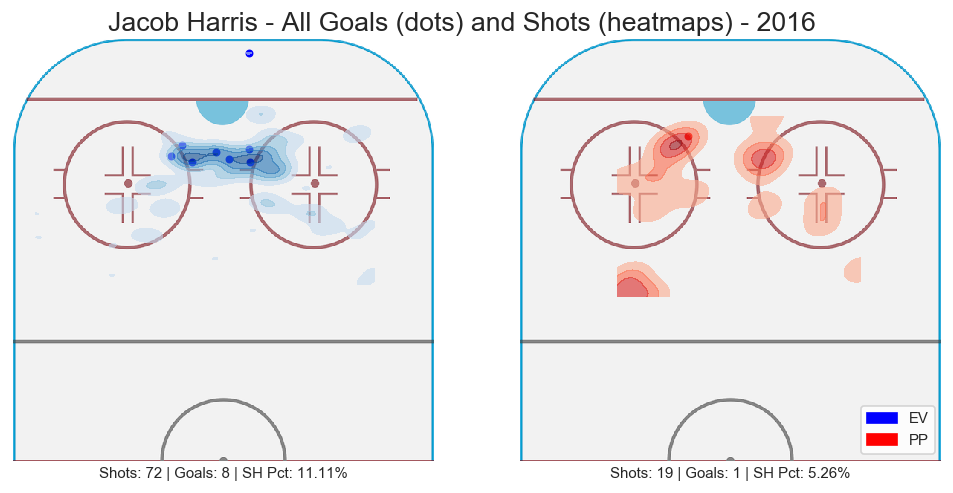 Jacob Harris - All Goals (dots) and Shots (heatmaps) - 2016
EV
PP
Shots: 72 | Goals: 8 | SH Pct: 11.11%
Shots: 19 | Goals: 1 | SH Pct: 5.26%